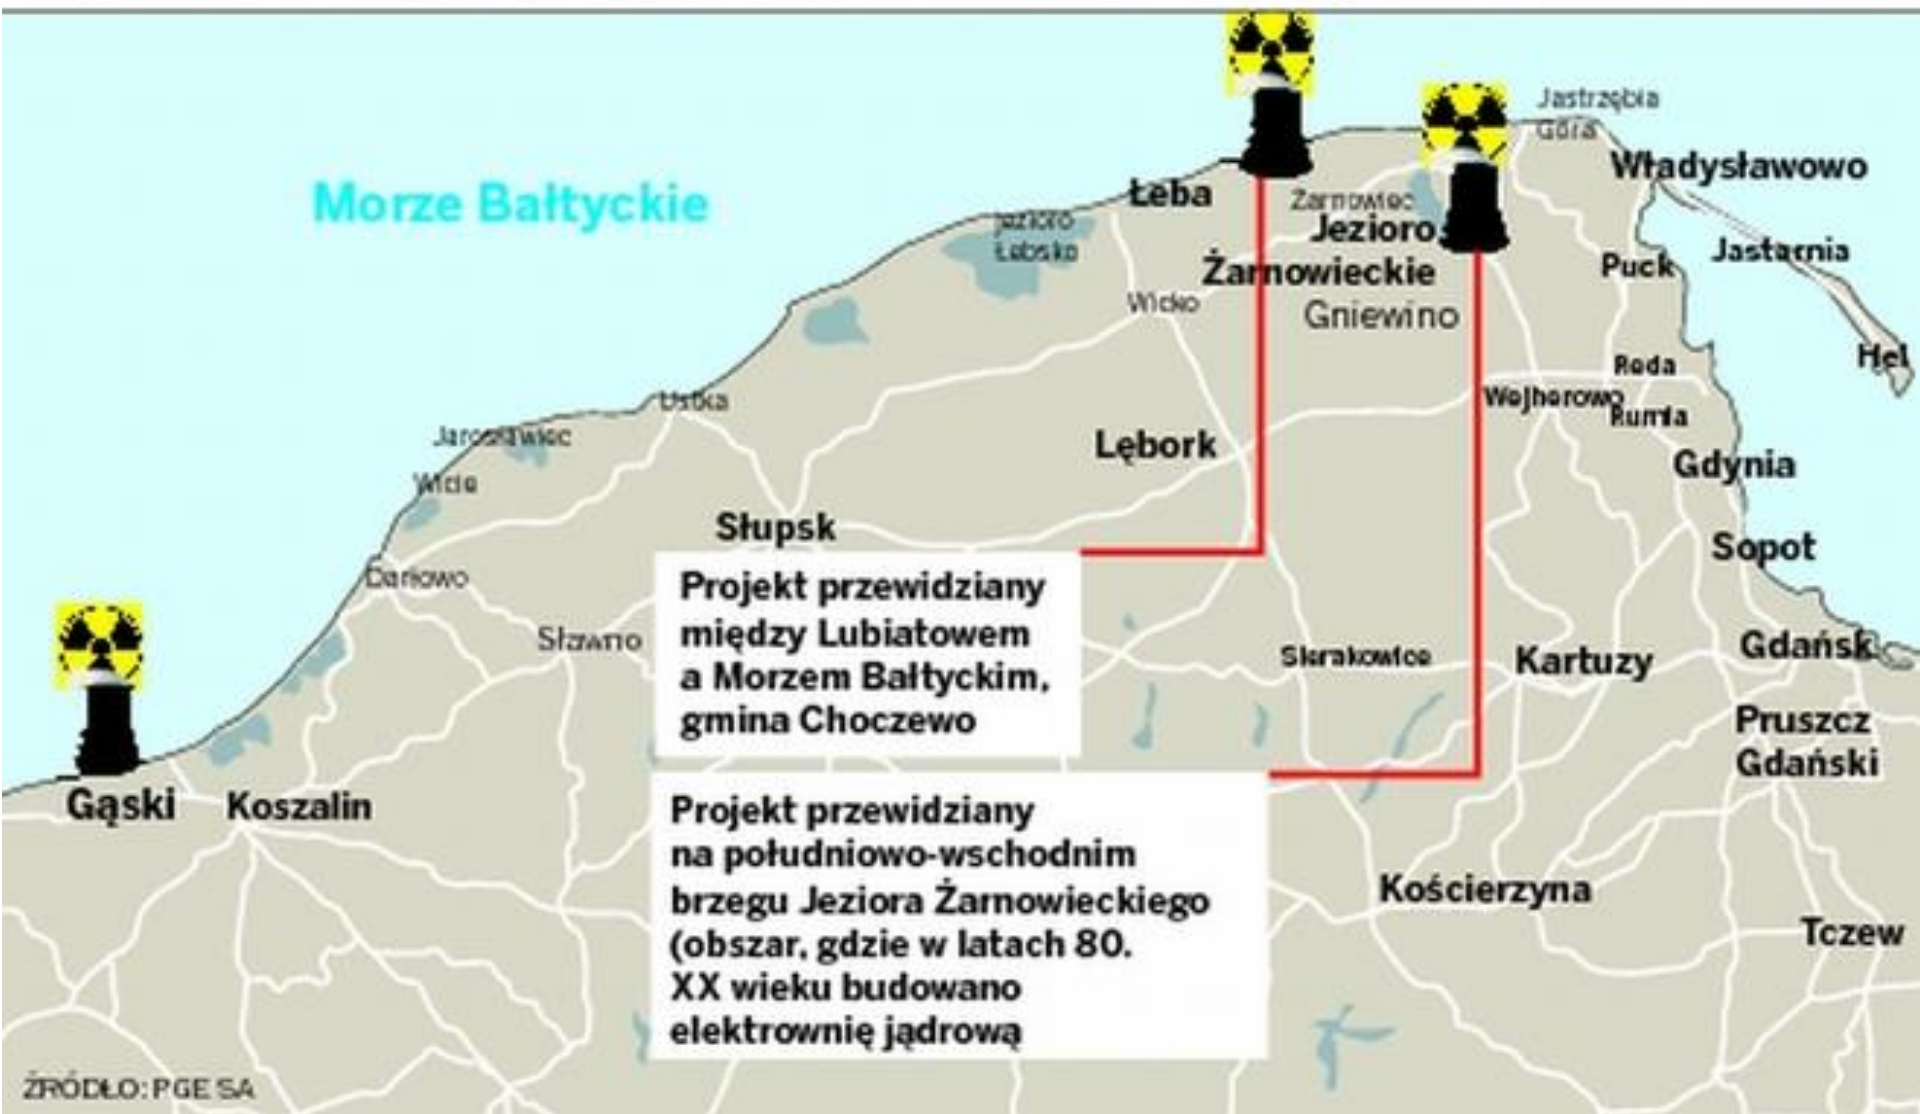 Jastrzębia
Góra
Władysławowo
Morze Bałtyckie
Łeba
Żarnowiec
Jezioro
Żarnowieckie
Jezioro
Łebsko
Jastarnia
Puck
Wicko
Gniewino
Hel
Reda
Wejherowo
Rumia
Ustka
Jarosławiec
Lębork
Gdynia
Wicie
Słupsk
Sopot
Darłowo
Projekt przewidziany
między Lubiatowem
a Morzem Bałtyckim,
gmina Choczewo
Sławno
Sierakowice
Kartuzy
Gdańsk
Pruszcz
Gdański
Gąski
Koszalin
Projekt przewidziany
na południowo-wschodnim
brzegu Jeziora Żarnowieckiego
(obszar, gdzie w latach 80.
XX wieku budowano
elektrownię jądrową
Kościerzyna
Tczew
ŹRÓDŁO: PGE SA